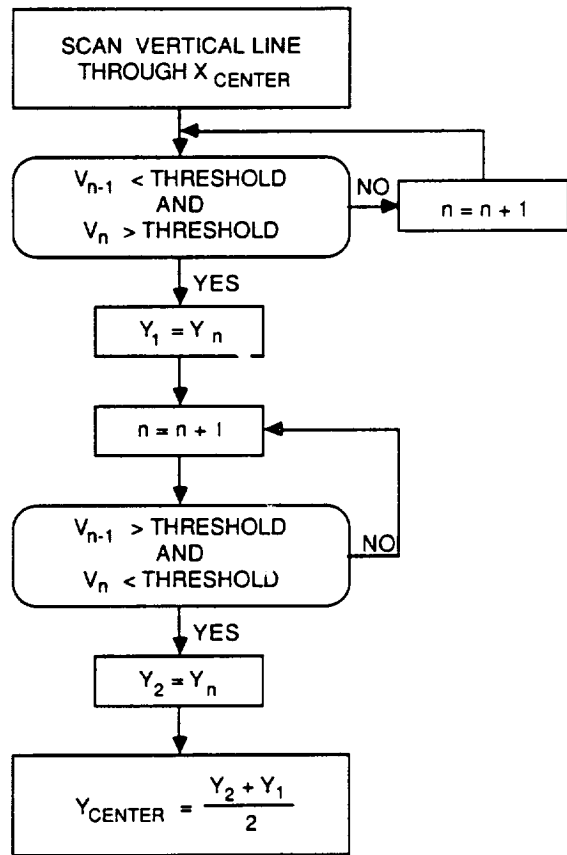 SCAN VERTICAL LINE
THROUGH X CENTER
V n-1 < THRESHOLD
AND
V n > THRESHOLD
NO
n = n + 1
YES
Y 1 = Y n
n = n + 1
V n-1 > THRESHOLD
AND
V n < THRESHOLD
NO
YES
Y 2 = Y n
Y CENTER = Y 2 + Y 1
2